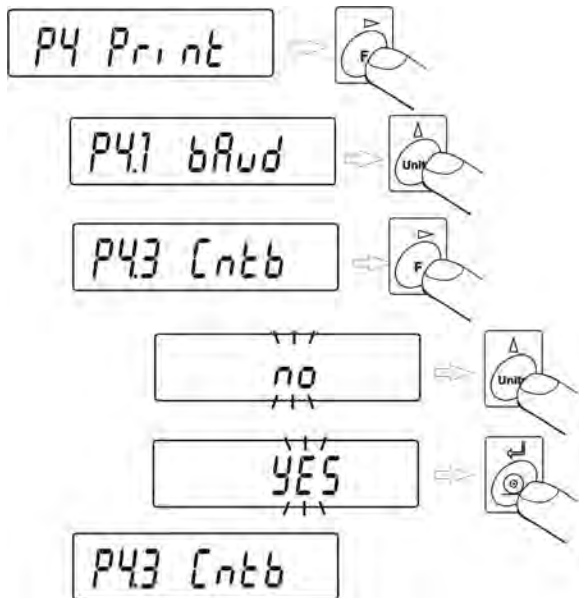 P4 Print
F
P4.1 bAud
Unit
P4.3 Cntb
F
no
Unit
YES
P4.3 Cntb